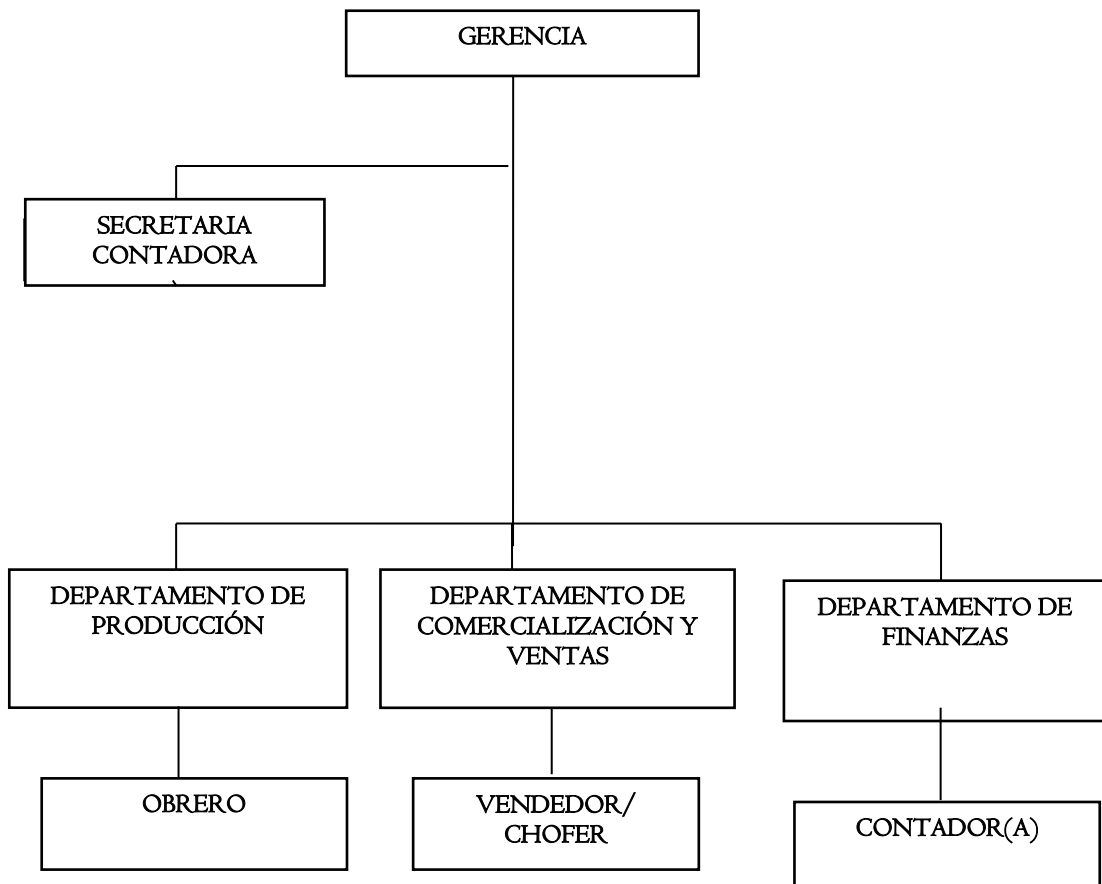 GERENCIA
SECRETARIA
CONTADORA
DEPARTAMENTO DE
PRODUCCIÓN
DEPARTAMENTO DE
COMERCIALIZACIÓN Y
VENTAS
DEPARTAMENTO DE
FINANZAS
OBRERO
VENDEDOR/
CHOFER
CONTADOR(A)